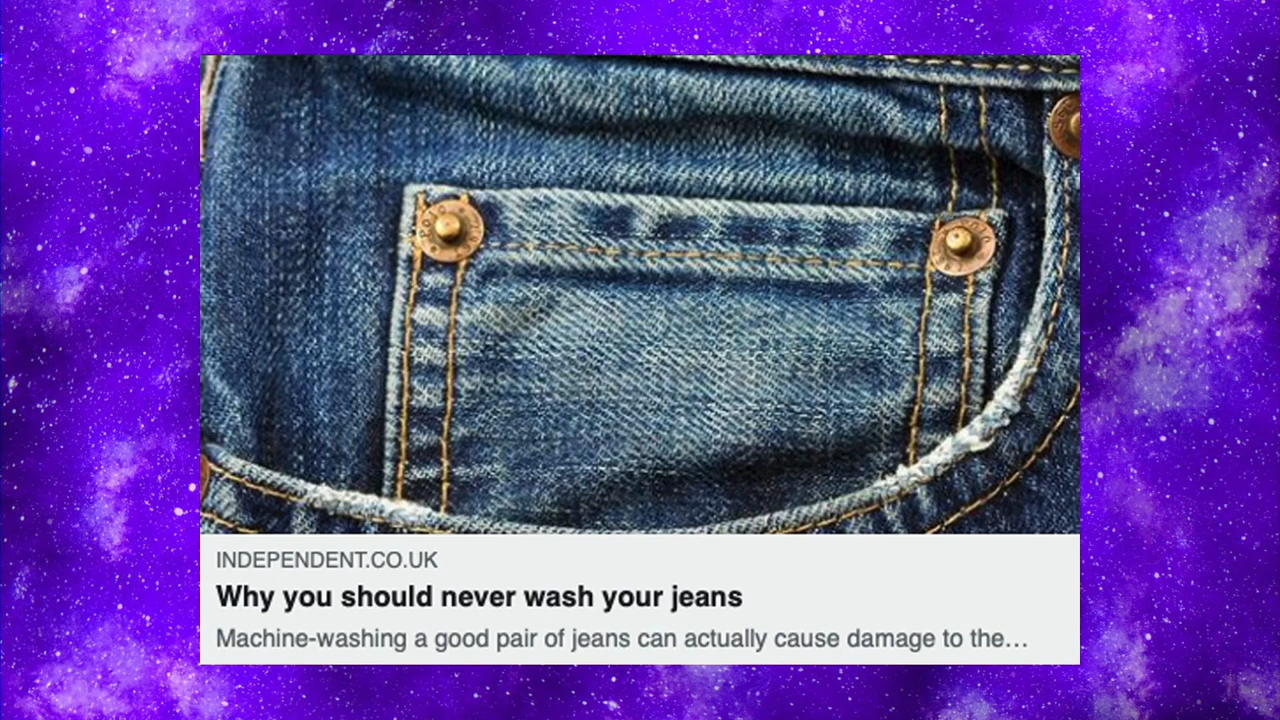 INDEPENDENT.CO.UK
Why you should never wash your jeans
Machine-washing a good pair of jeans can actually cause damage to the…